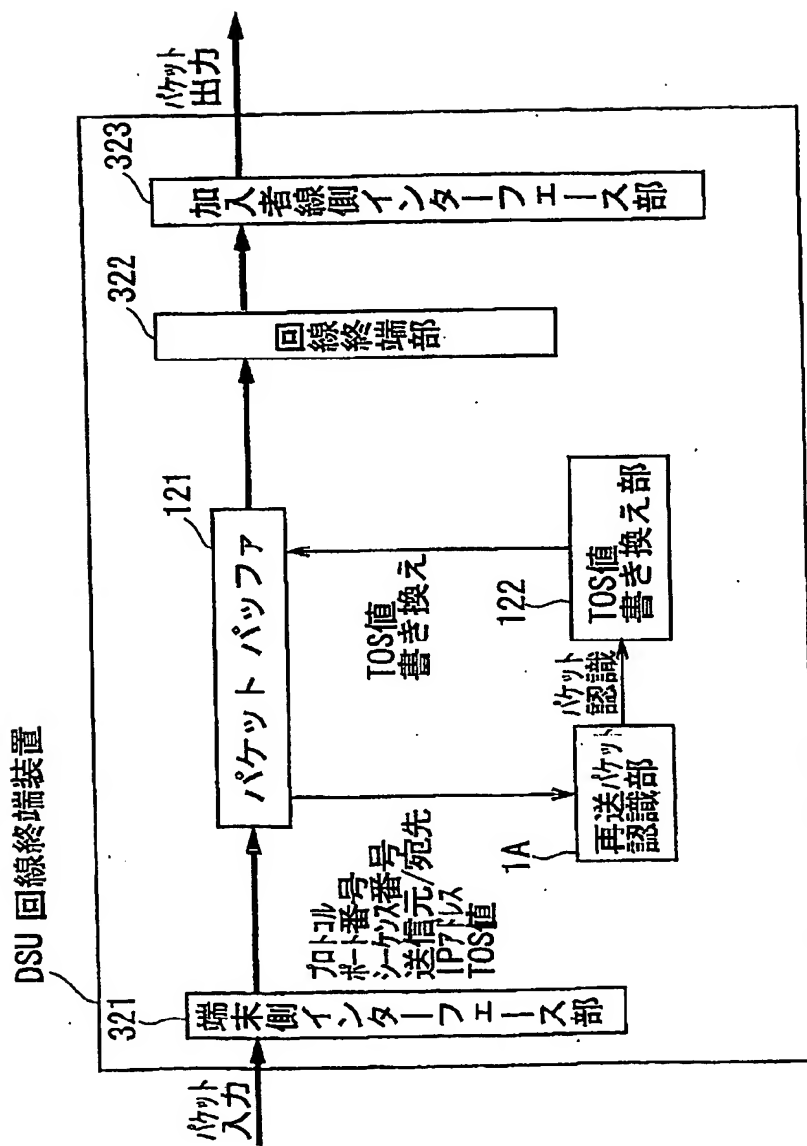 DSU 回線終端装置
パケット
入力
321
端末側インターフェース部
プロトコル
ポート番号
シーケンス番号
送信元/宛先
IPアドレス
TOS値
121
パケット バッファ
1A
再送パケット
認識部
パケット
認識
122
TOS値
書き換え部
TOS値
書き換え
322
回線終端部
323
加入者線側インターフェース部
パケット
出力